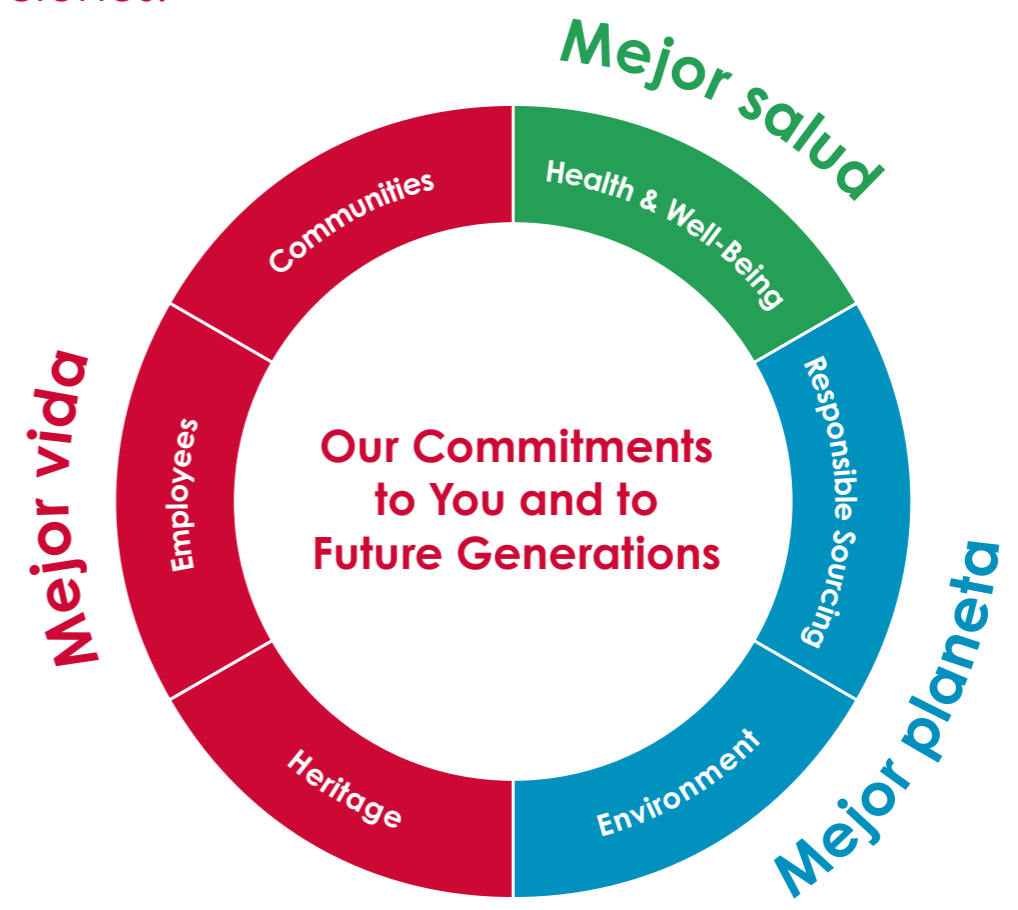 Mejor salud
Health & Well-Being
Responsible Sourcing
Mejor planeta
Environment
Heritage
Mejor vida
Employees
Communities
Our Commitments
to You and to
Future Generations